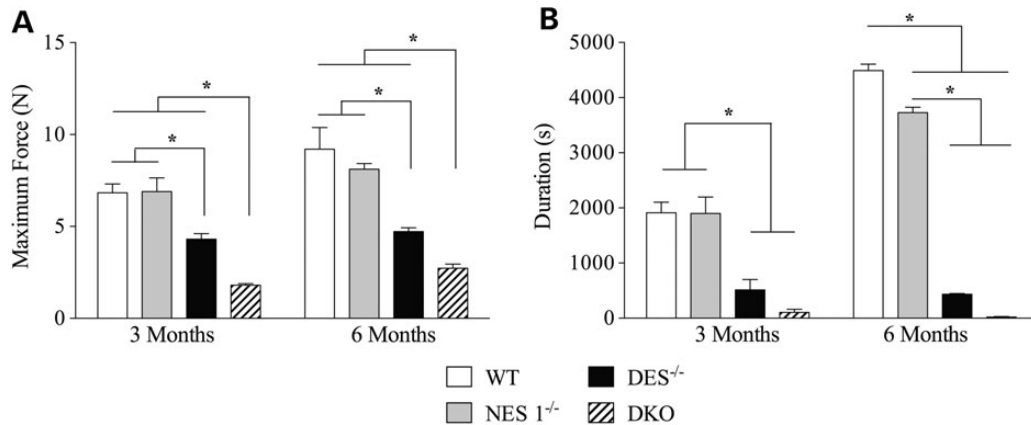 A
Maximum Force (N)
15
10
5
0
*
*
*
*
3 Months
6 Months
B
Duration (s)
5000
4000
3000
2000
1000
0
*
*
*
3 Months
6 Months
WT
DES-/-
NES 1-/-
DKO